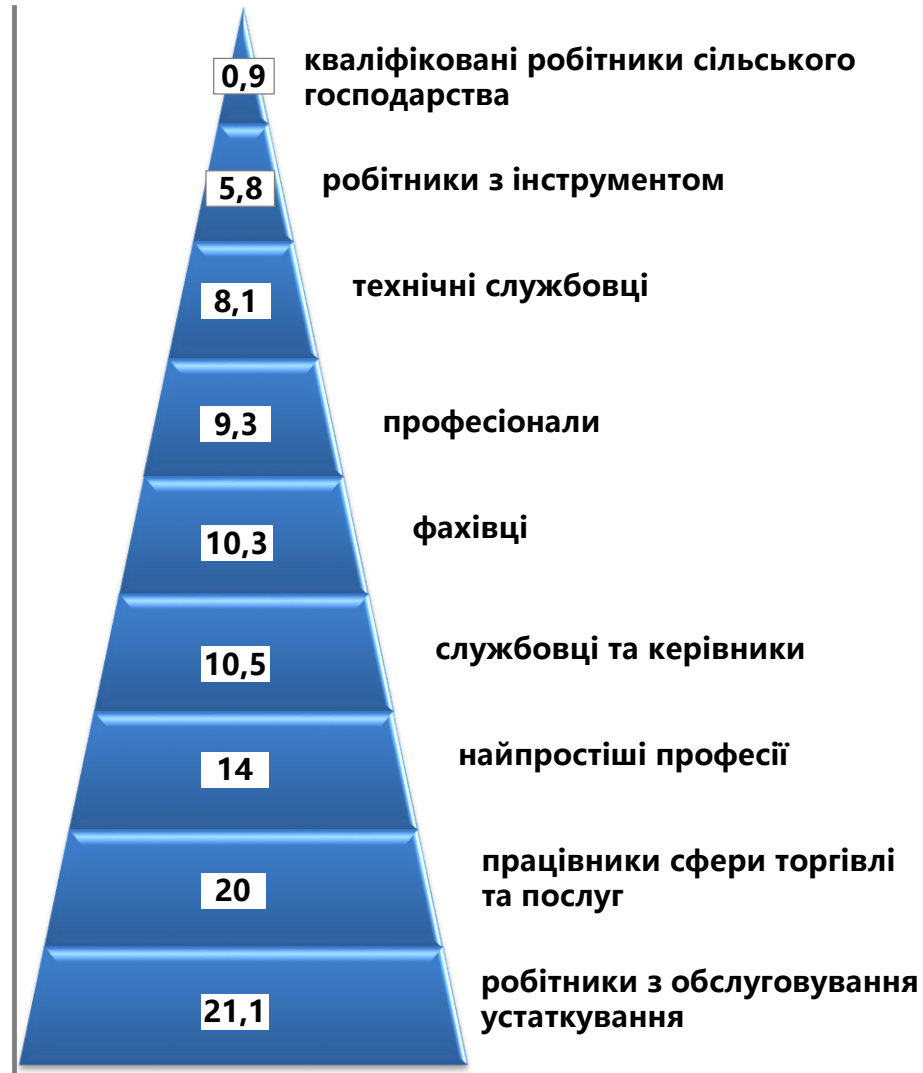 0,9
кваліфіковані робітники сільського
господарства
5,8
робітники з інструментом
8,1
технічні службовці
9,3
професіонали
10,3
фахівці
10,5
службовці та керівники
14
найпростіші професії
20
працівники сфери торгівлі
та послуг
21,1
робітники з обслуговування
устаткування